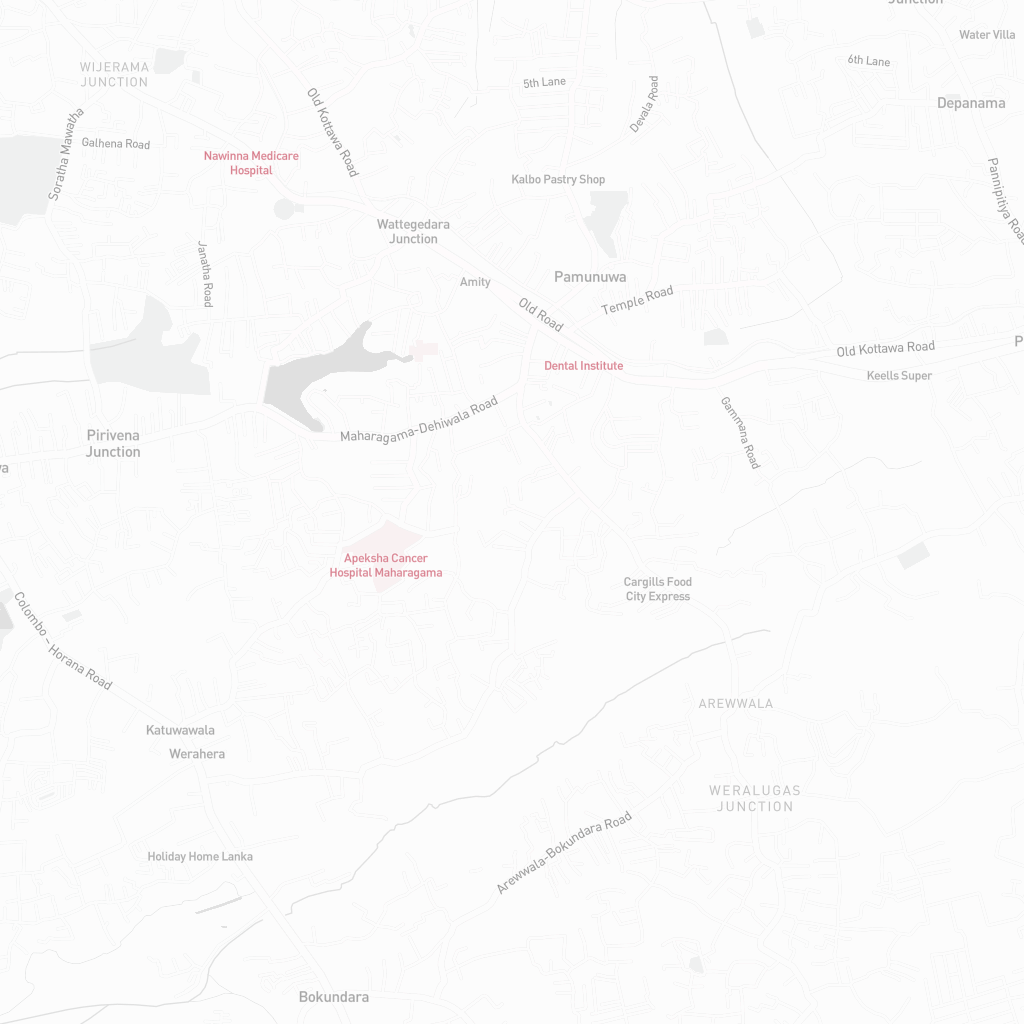 Junction
Water Villa
WIJERAMA
JUNCTION
6th Lane
5th Lane
Devala Road
Old Kottawa Road
Depanama
Soratha Mawatha
Galhena Road
Nawinna Medicare
Hospital
Kalbo Pastry Shop
Pannipitiya Road
Wattegedara
Junction
Janatha Road
Amity
Pamunuwa
Temple Road
Old Road
Old Kottawa Road
P
Dental Institute
Keells Super
Gammana Road
Maharagama-Dehiwala Road
Pirivena
Junction
va
Apeksha Cancer
Hospital Maharagama
Cargills Food
City Express
Colombo – Horana Road
AREWWALA
Katuwawala
Werahera
WERALUGAS
JUNCTION
Arewwala-Bokundara Road
Holiday Home Lanka
Bokundara